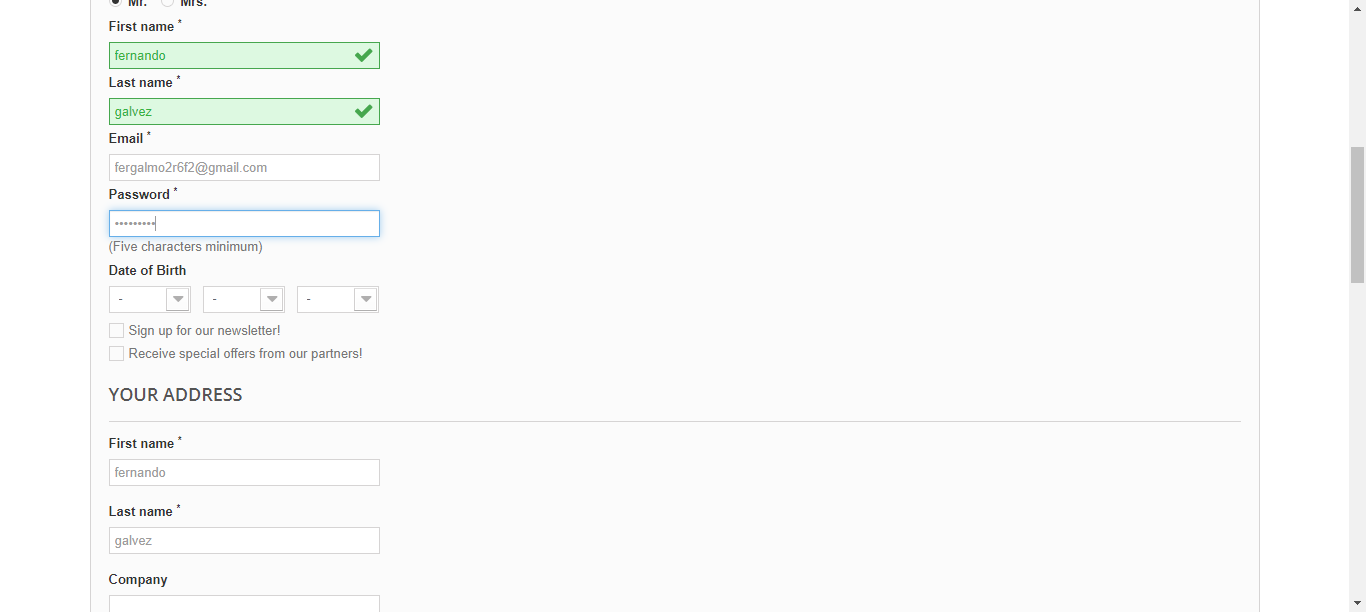 Mr. Mrs.
First name *
fernando
Last name *
galvez
Email *
fergalmo2r6f2@gmail.com
Password *
•••••••••
(Five characters minimum)
Date of Birth
- - -
Sign up for our newsletter!
Receive special offers from our partners!
YOUR ADDRESS
First name *
fernando
Last name *
galvez
Company